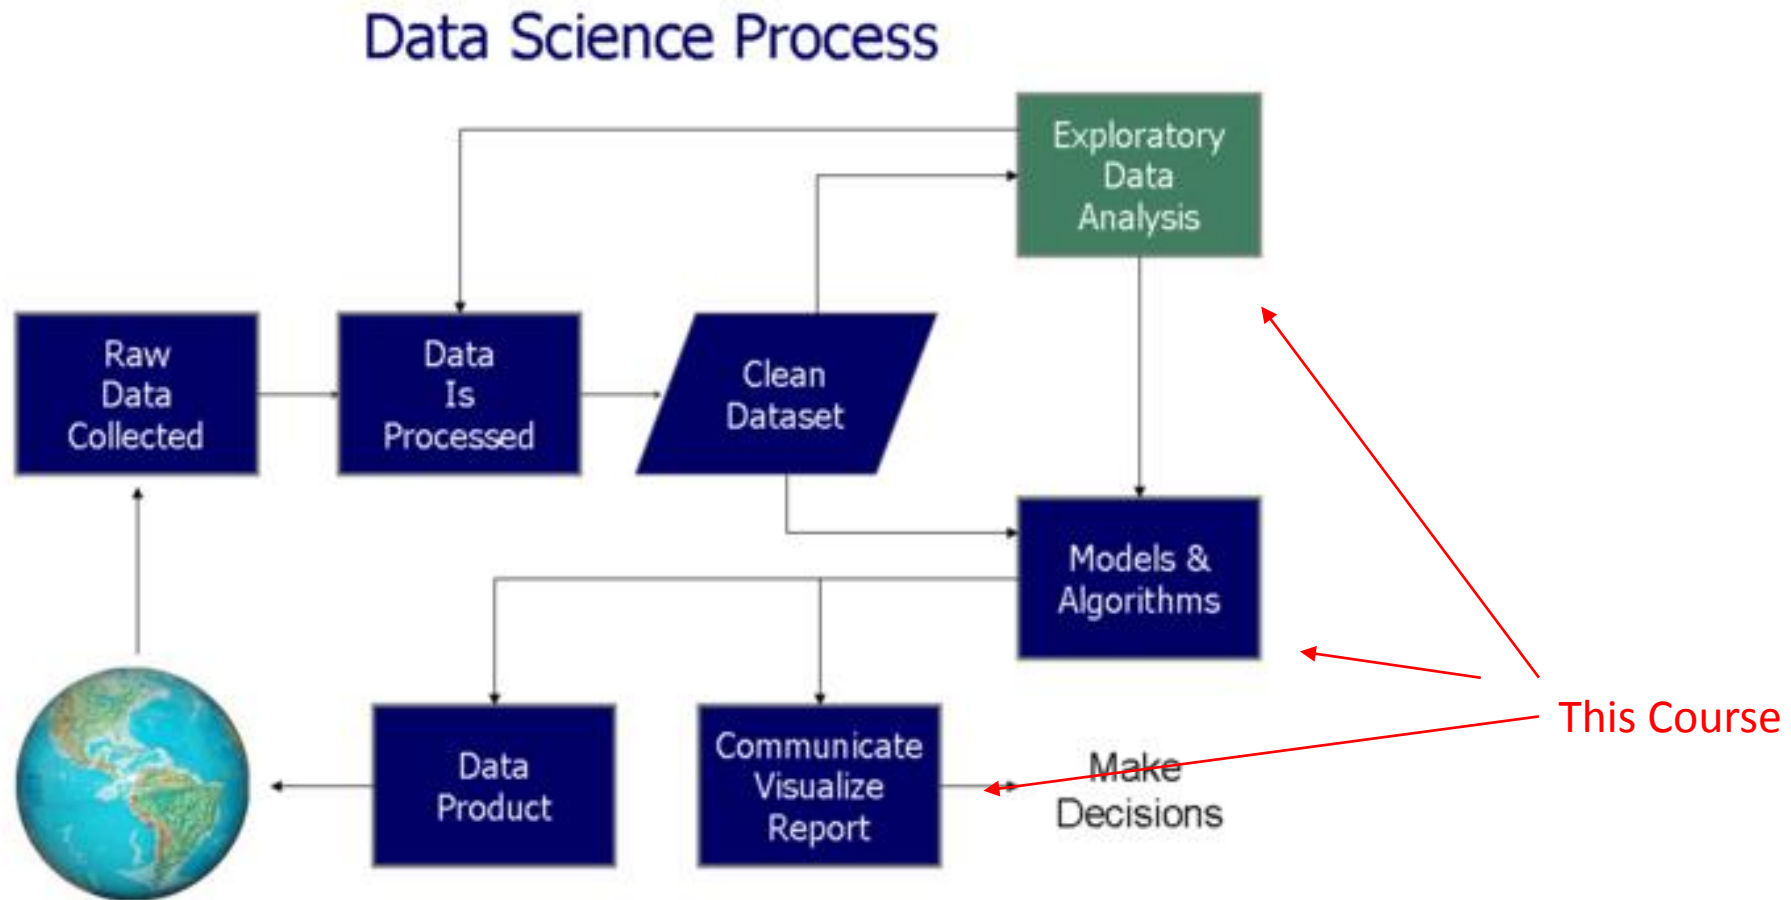 Data Science Process
Exploratory
Data
Analysis
Raw
Data
Collected
Data
Is
Processed
Clean
Dataset
Models &
Algorithms
Data
Product
Communicate
Visualize
Report
Make
Decisions
This Course